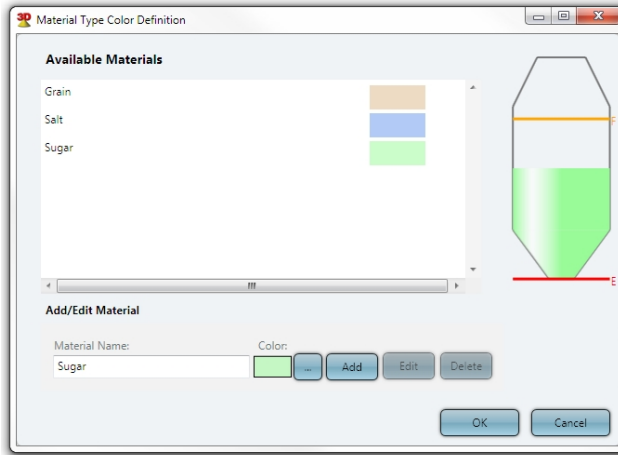 3D Material Type Color Definition
Available Materials
Grain
Salt
Sugar
F
E
Add/Edit Material
Material Name: Color:
Sugar ... Add Edit Delete
OK Cancel